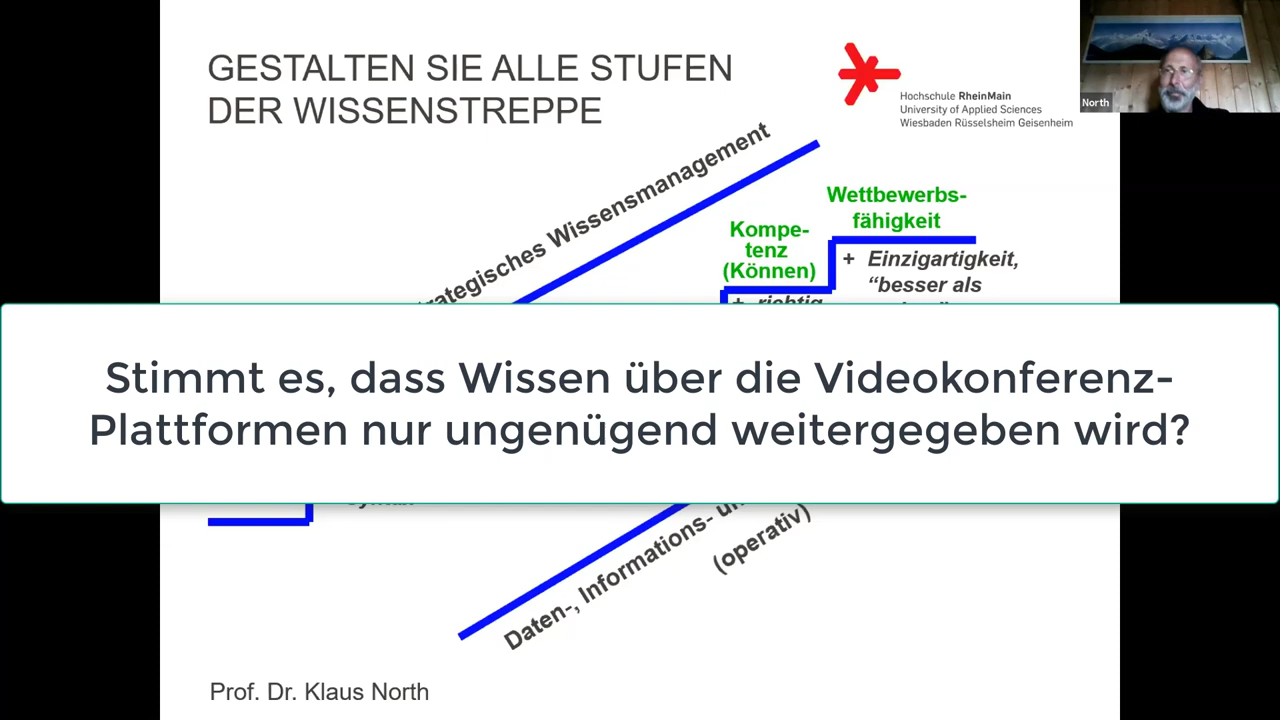 GESTALTEN SIE ALLE STUFEN
DER WISSENSTREPPE
Hochschule RheinMain
University of Applied Sciences
Wiesbaden Rüsselsheim Geisenheim
North
Wissensmanagement
Wettbewerbs-
fähigkeit
Kompe-
tenz
(Können)
+ Einzigartigkeit,
“besser als
+ richtig
Stimmt es, dass Wissen über die Videokonferenz-
Plattformen nur ungenügend weitergegeben wird?
Daten-, Informations-
(operativ)
Prof. Dr. Klaus North